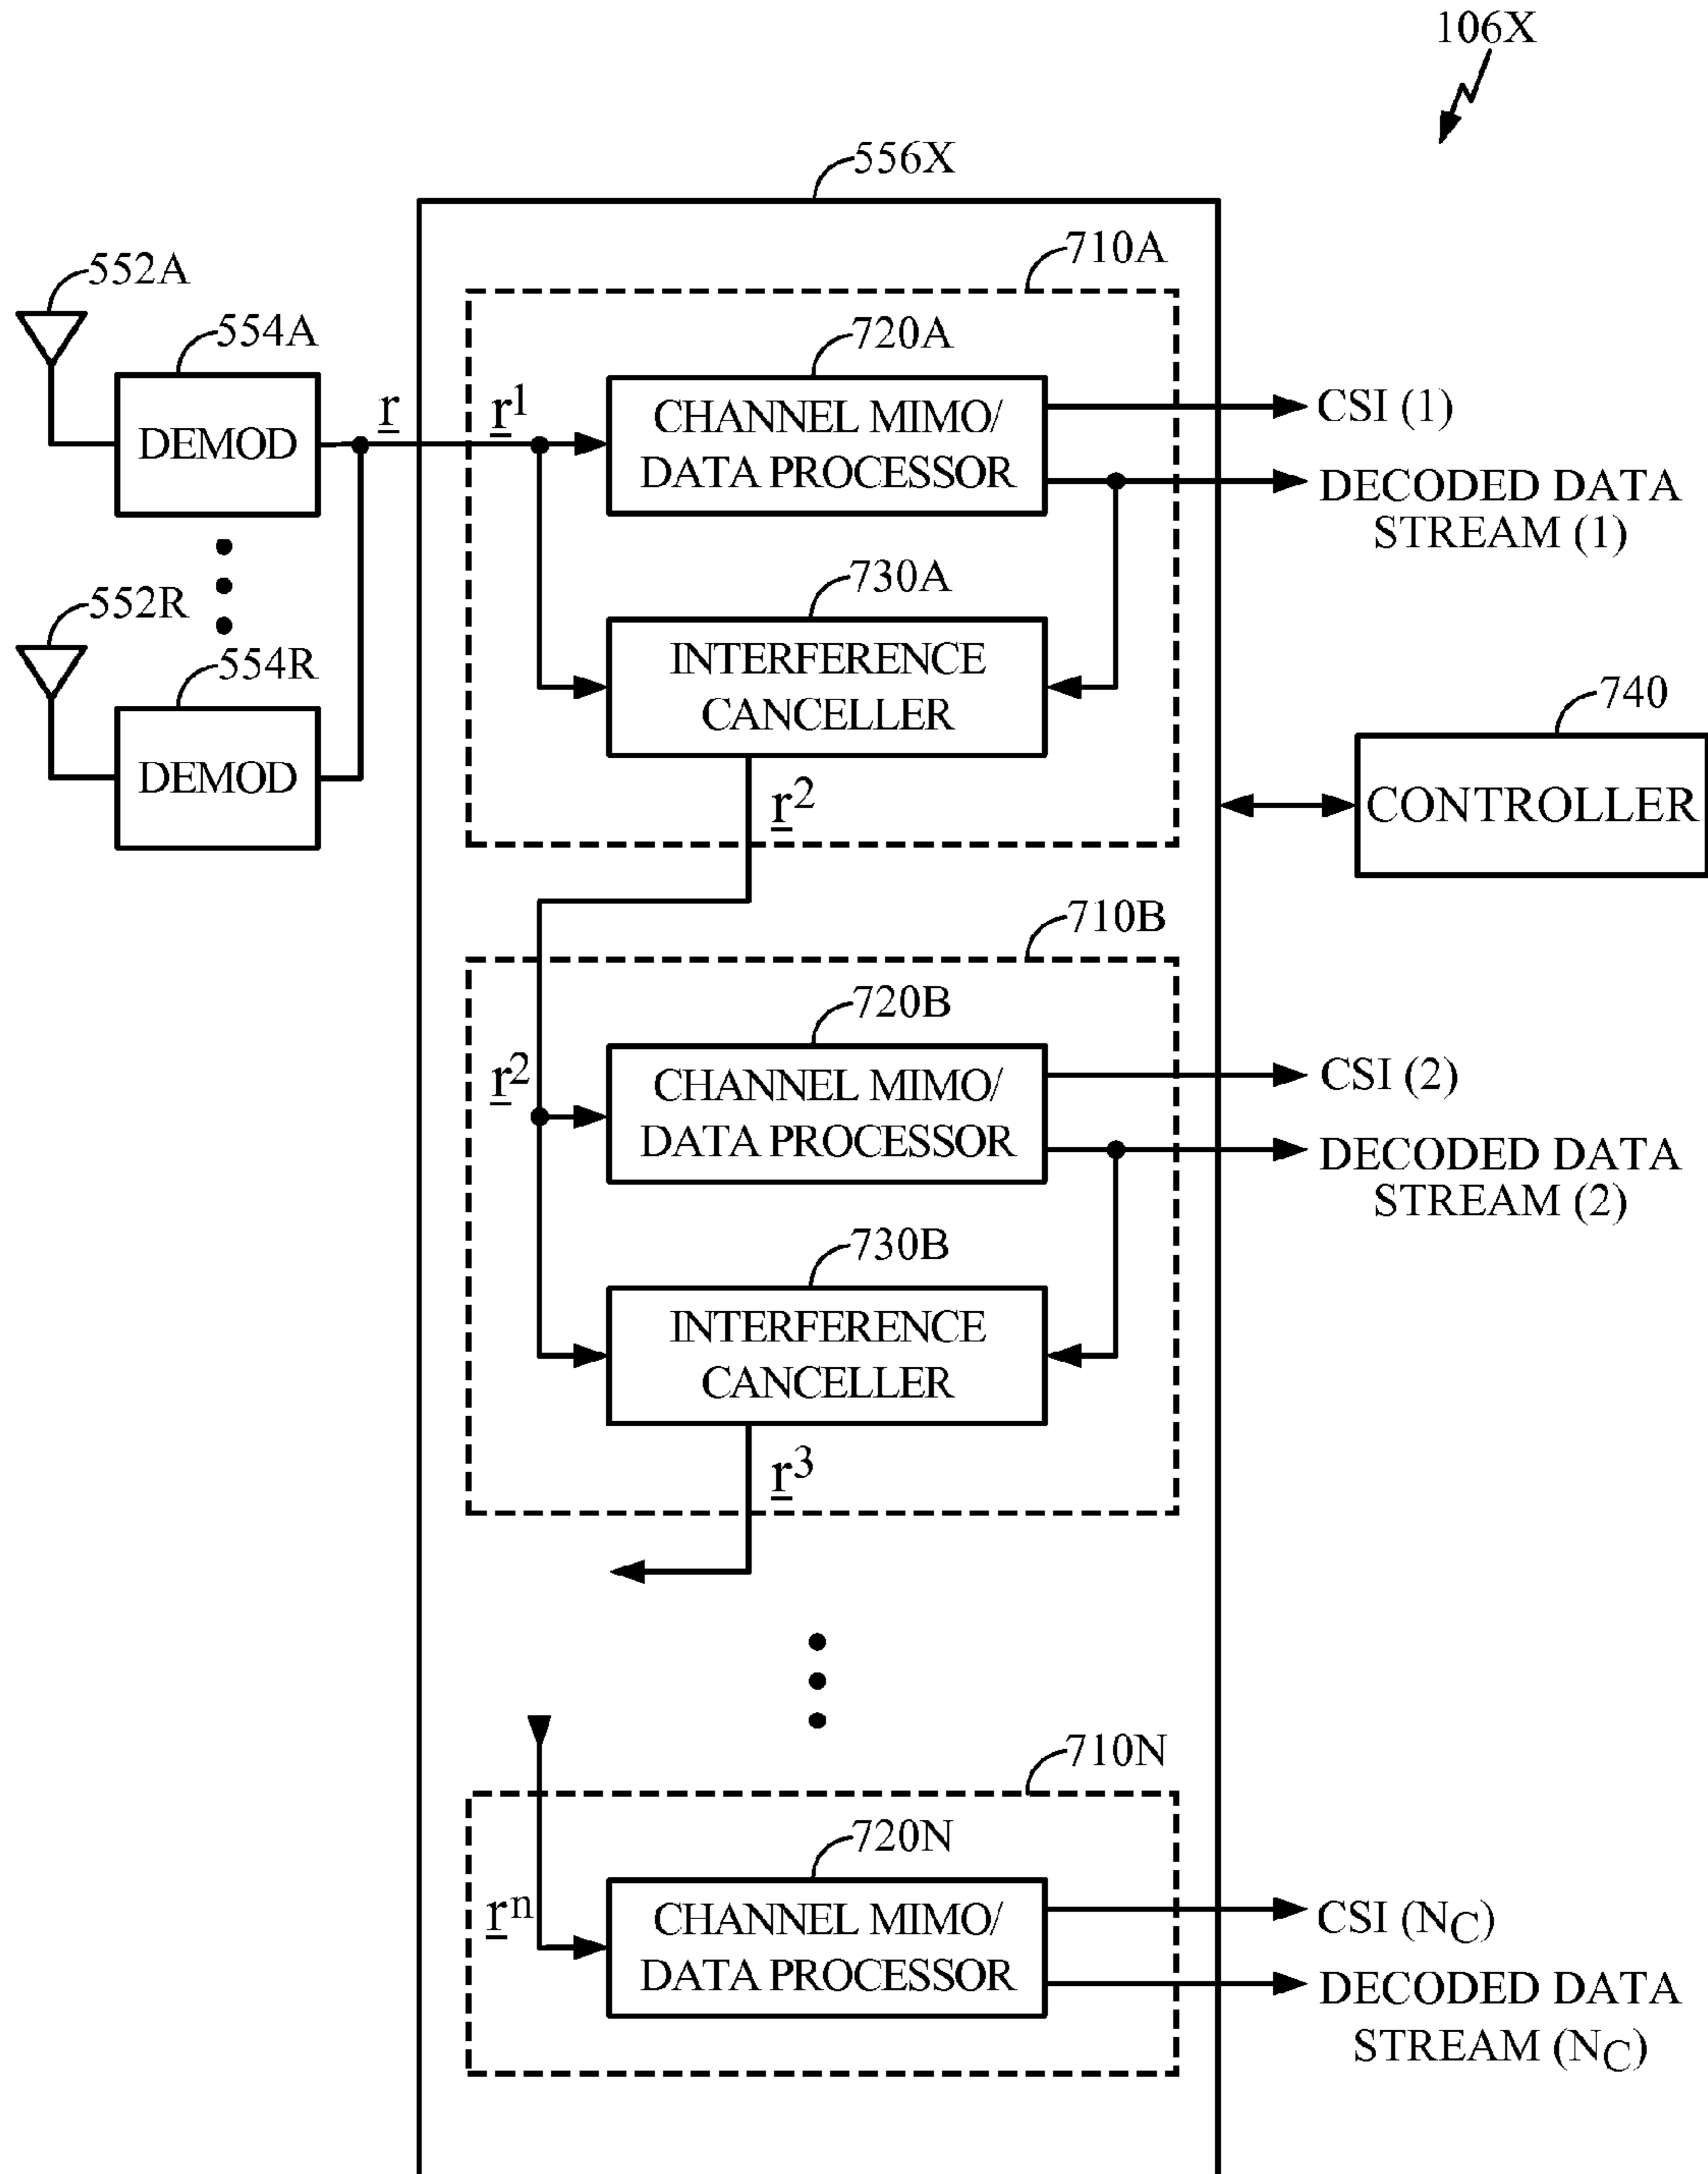 106X
556X
710A
552A
554A
720A
DEMOD
r
r1
CHANNEL MIMO/
DATA PROCESSOR
CSI (1)
DECODED DATA
STREAM (1)
552R
554R
DEMOD
730A
INTERFERENCE
CANCELLER
r2
740
CONTROLLER
710B
720B
r2
CHANNEL MIMO/
DATA PROCESSOR
CSI (2)
DECODED DATA
STREAM (2)
730B
INTERFERENCE
CANCELLER
r3
710N
720N
rn
CHANNEL MIMO/
DATA PROCESSOR
CSI (NC)
DECODED DATA
STREAM (NC)